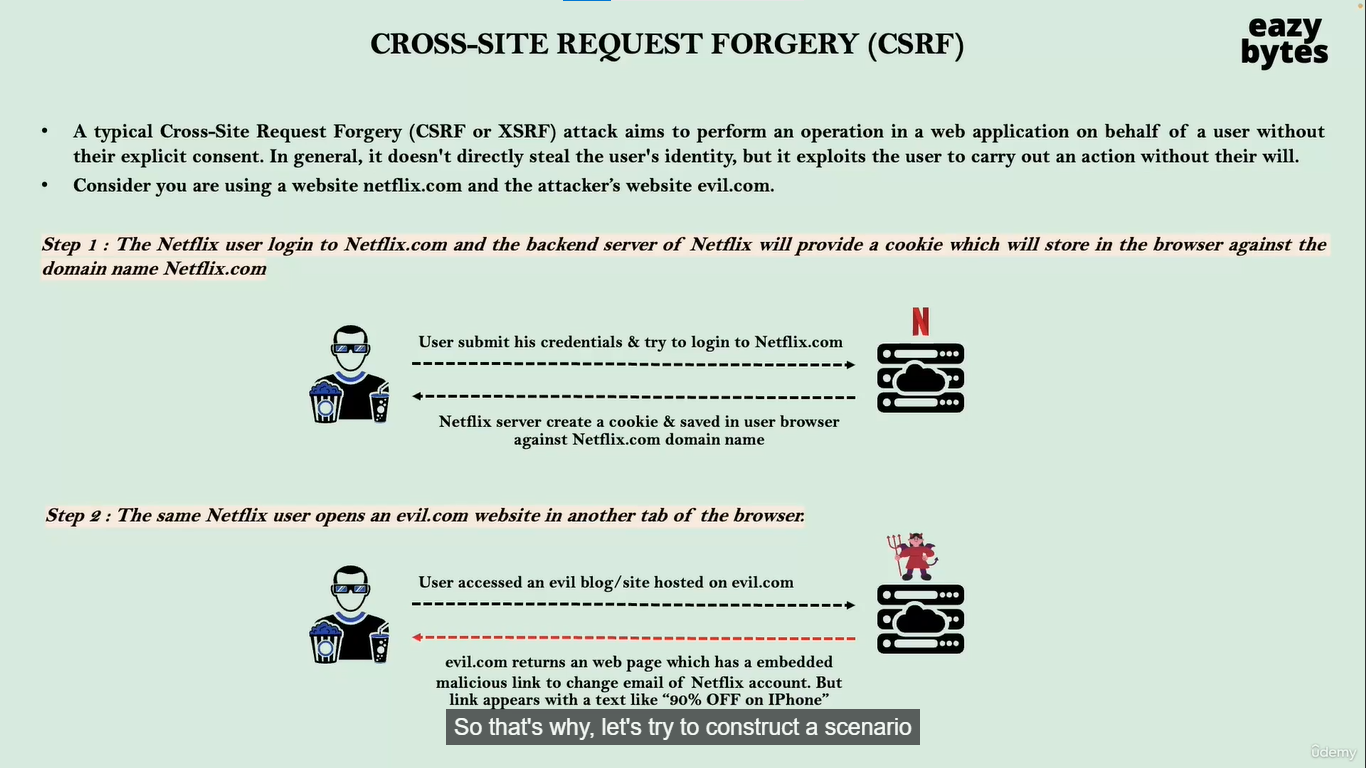 eazy
bytes
CROSS-SITE REQUEST FORGERY (CSRF)
• A typical Cross-Site Request Forgery (CSRF or XSRF) attack aims to perform an operation in a web application on behalf of a user without
their explicit consent. In general, it doesn't directly steal the user's identity, but it exploits the user to carry out an action without their will.
• Consider you are using a website netflix.com and the attacker’s website evil.com.
Step 1 : The Netflix user login to Netflix.com and the backend server of Netflix will provide a cookie which will store in the browser against the
domain name Netflix.com
N
User submit his credentials & try to login to Netflix.com
Netflix server create a cookie & saved in user browser
against Netflix.com domain name
Step 2 : The same Netflix user opens an evil.com website in another tab of the browser.
User accessed an evil blog/site hosted on evil.com
evil.com returns an web page which has a embedded
malicious link to change email of Netflix account. But
link appears with a text like “90% OFF on IPhone”
So that's why, let's try to construct a scenario
ûdemy